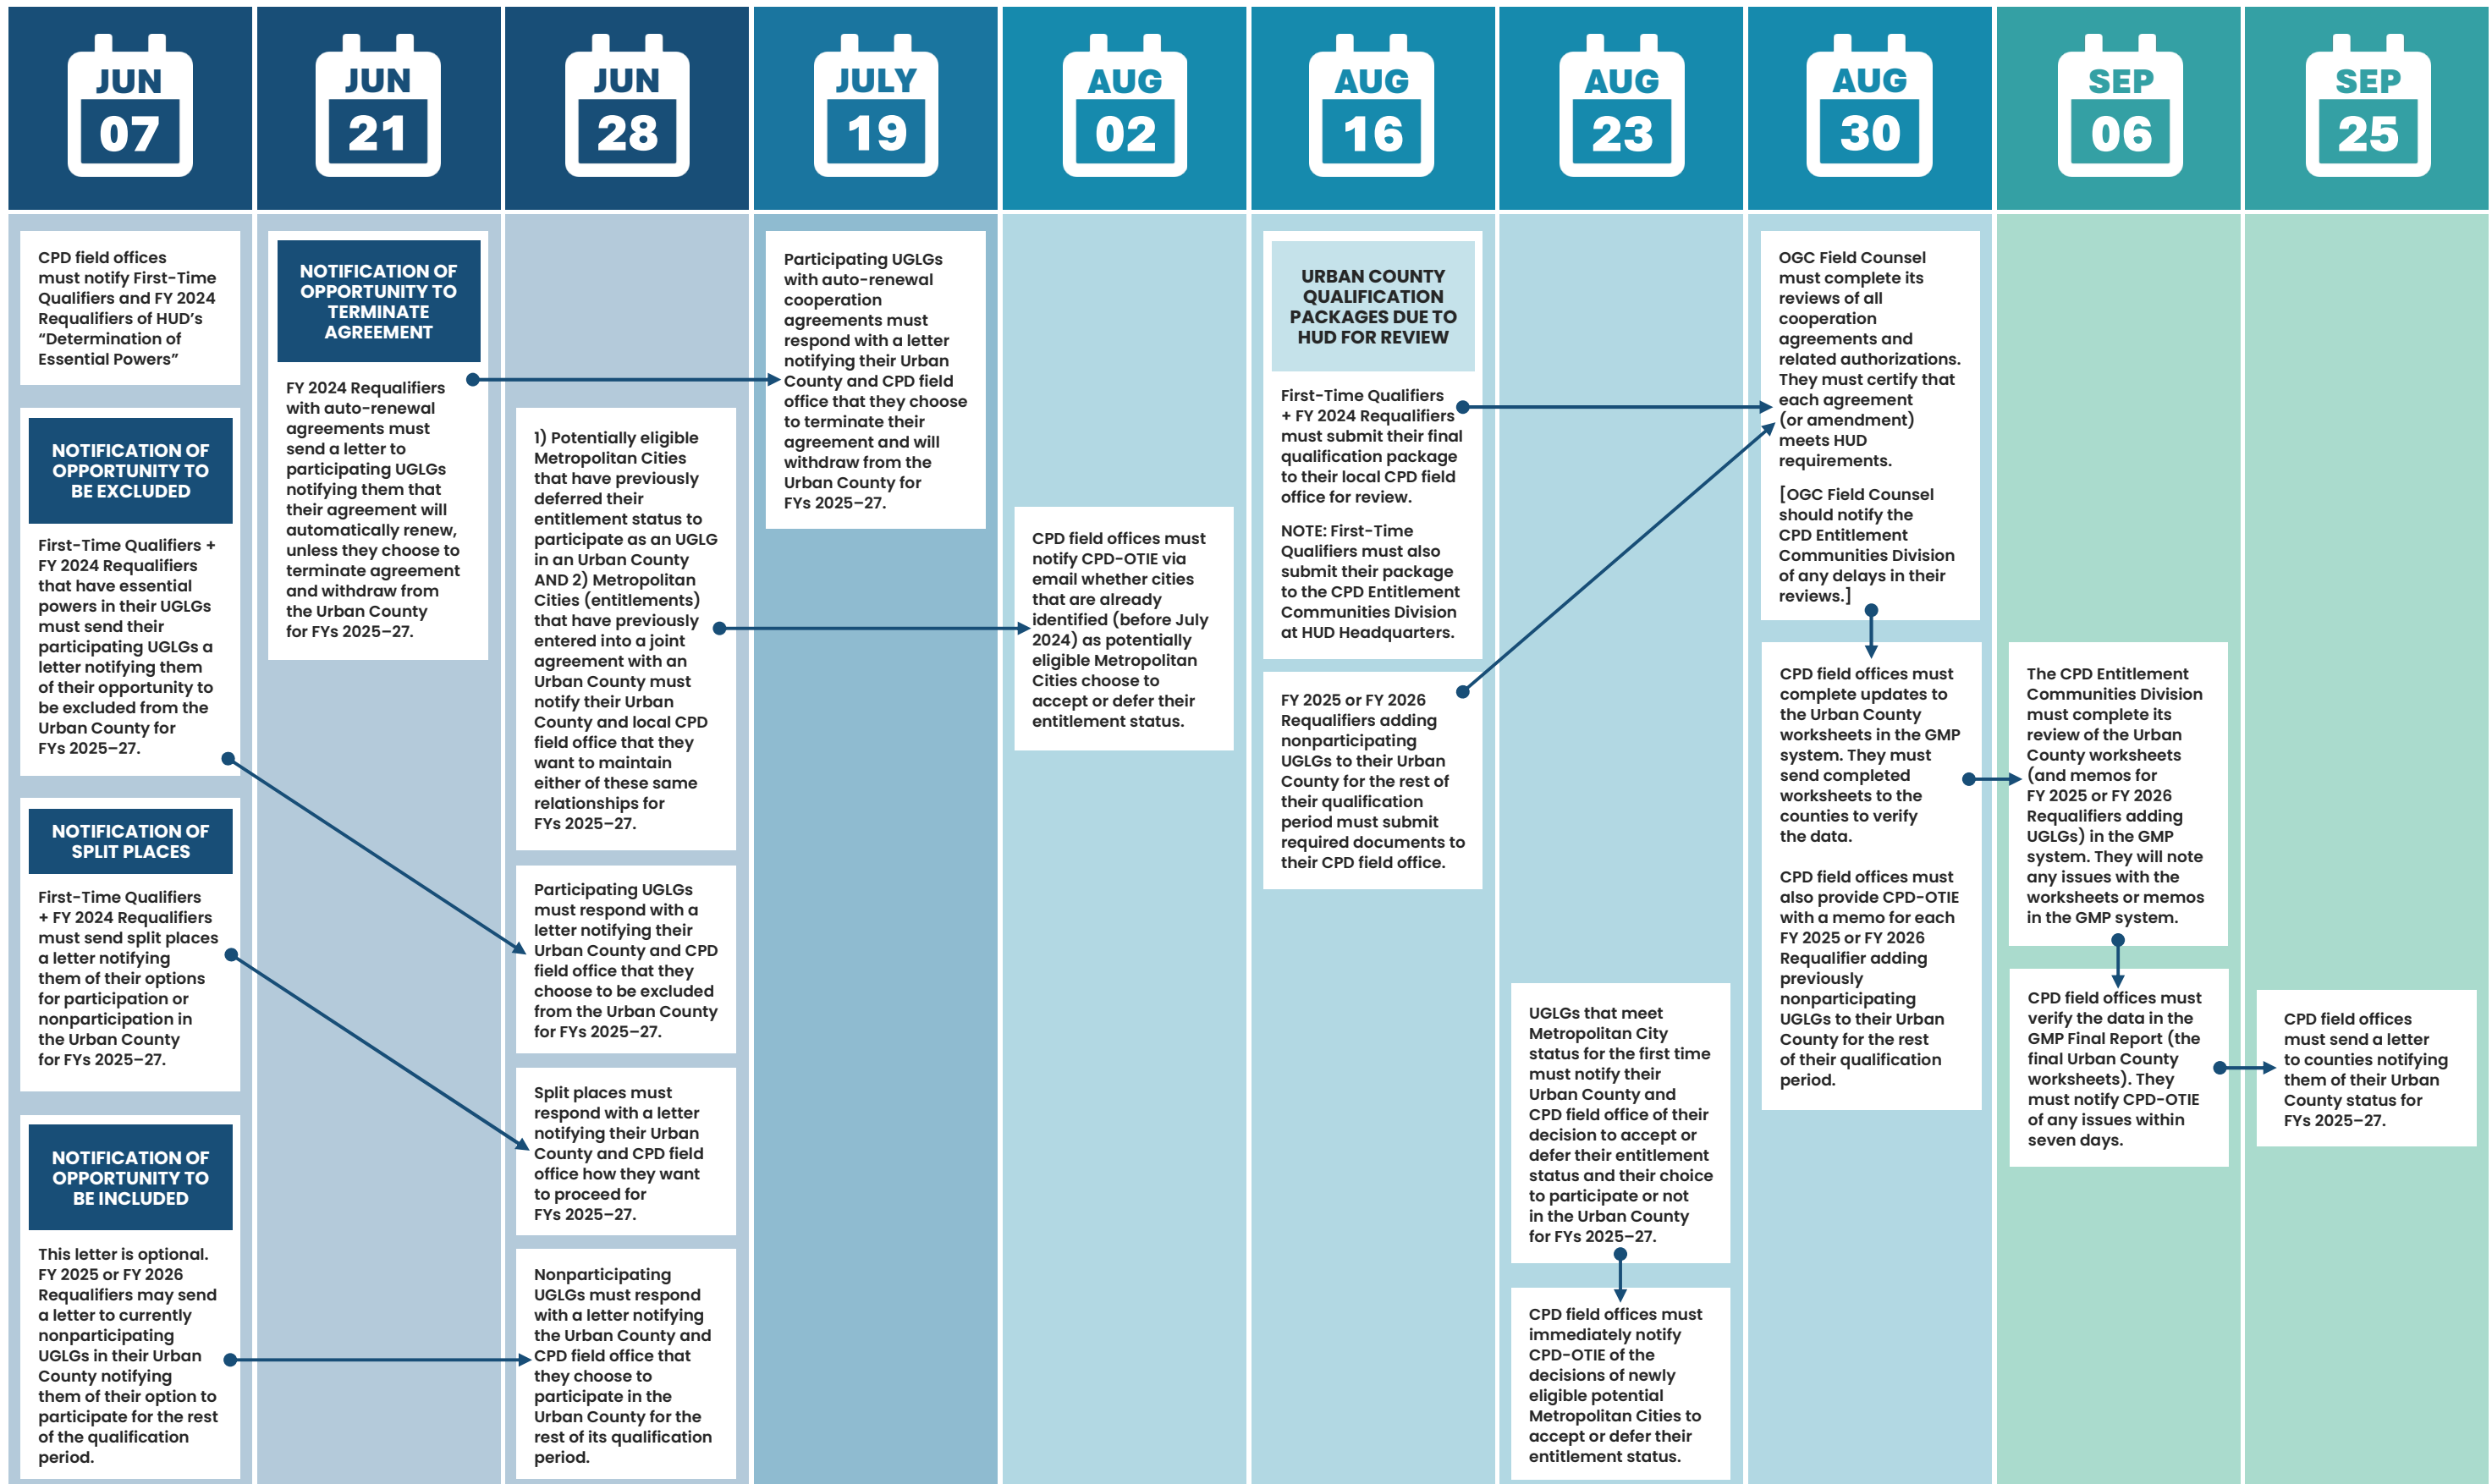 JUN
07
CPD field offices
must notify First-Time
Qualifiers and FY 2024
Requalifiers of HUD’s
“Determination of
Essential Powers”
NOTIFICATION OF
OPPORTUNITY TO
BE EXCLUDED
First-Time Qualifiers +
FY 2024 Requalifiers
that have essential
powers in their UGLGs
must send their
participating UGLGs a
letter notifying them
of their opportunity to
be excluded from the
Urban County for
FYs 2025–27.
NOTIFICATION OF
SPLIT PLACES
First-Time Qualifiers
+ FY 2024 Requalifiers
must send split places
a letter notifying
them of their options
for participation or
nonparticipation in
the Urban County
for FYs 2025–27.
NOTIFICATION OF
OPPORTUNITY TO
BE INCLUDED
This letter is optional.
FY 2025 or FY 2026
Requalifiers may send
a letter to currently
nonparticipating
UGLGs in their Urban
County notifying
them of their option to
participate for the rest
of the qualification
period.
JUN
21
NOTIFICATION OF
OPPORTUNITY TO
TERMINATE
AGREEMENT
FY 2024 Requalifiers
with auto-renewal
agreements must
send a letter to
participating UGLGs
notifying them that
their agreement will
automatically renew,
unless they choose to
terminate agreement
and withdraw from
the Urban County
for FYs 2025–27.
JUN
28
1) Potentially eligible
Metropolitan Cities
that have previously
deferred their
entitlement status to
participate as an UGLG
in an Urban County
AND 2) Metropolitan
Cities (entitlements)
that have previously
entered into a joint
agreement with an
Urban County must
notify their Urban
County and local CPD
field office that they
want to maintain
either of these same
relationships for
FYs 2025–27.
Participating UGLGs
must respond with a
letter notifying their
Urban County and CPD
field office that they
choose to be excluded
from the Urban County
for FYs 2025–27.
Split places must
respond with a letter
notifying their Urban
County and CPD field
office how they want
to proceed for
FYs 2025–27.
Nonparticipating
UGLGs must respond
with a letter notifying
the Urban County and
CPD field office that
they choose to
participate in the
Urban County for the
rest of its qualification
period.
JULY
19
Participating UGLGs
with auto-renewal
cooperation
agreements must
respond with a letter
notifying their Urban
County and CPD field
office that they choose
to terminate their
agreement and will
withdraw from the
Urban County for
FYs 2025–27.
AUG
02
CPD field offices must
notify CPD-OTIE via
email whether cities
that are already
identified (before July
2024) as potentially
eligible Metropolitan
Cities choose to
accept or defer their
entitlement status.
AUG
16
URBAN COUNTY
QUALIFICATION
PACKAGES DUE TO
HUD FOR REVIEW
First-Time Qualifiers
+ FY 2024 Requalifiers
must submit their final
qualification package
to their local CPD field
office for review.
NOTE: First-Time
Qualifiers must also
submit their package
to the CPD Entitlement
Communities Division
at HUD Headquarters.
FY 2025 or FY 2026
Requalifiers adding
nonparticipating
UGLGs to their Urban
County for the rest of
their qualification
period must submit
required documents to
their CPD field office.
AUG
23
UGLGs that meet
Metropolitan City
status for the first time
must notify their
Urban County and
CPD field office of their
decision to accept or
defer their entitlement
status and their choice
to participate or not
in the Urban County
for FYs 2025–27.
CPD field offices must
immediately notify
CPD-OTIE of the
decisions of newly
eligible potential
Metropolitan Cities to
accept or defer their
entitlement status.
AUG
30
OGC Field Counsel
must complete its
reviews of all
cooperation
agreements and
related authorizations.
They must certify that
each agreement
(or amendment)
meets HUD
requirements.
[OGC Field Counsel
should notify the
CPD Entitlement
Communities Division
of any delays in their
reviews.]
CPD field offices must
complete updates to
the Urban County
worksheets in the GMP
system. They must
send completed
worksheets to the
counties to verify
the data.
CPD field offices must
also provide CPD-OTIE
with a memo for each
FY 2025 or FY 2026
Requalifier adding
previously
nonparticipating
UGLGs to their Urban
County for the rest
of their qualification
period.
SEP
06
The CPD Entitlement
Communities Division
must complete its
review of the Urban
County worksheets
(and memos for
FY 2025 or FY 2026
Requalifiers adding
UGLGs) in the GMP
system. They will note
any issues with the
worksheets or memos
in the GMP system.
CPD field offices must
verify the data in the
GMP Final Report (the
final Urban County
worksheets). They
must notify CPD-OTIE
of any issues within
seven days.
SEP
25
CPD field offices
must send a letter
to counties notifying
them of their Urban
County status for
FYs 2025–27.